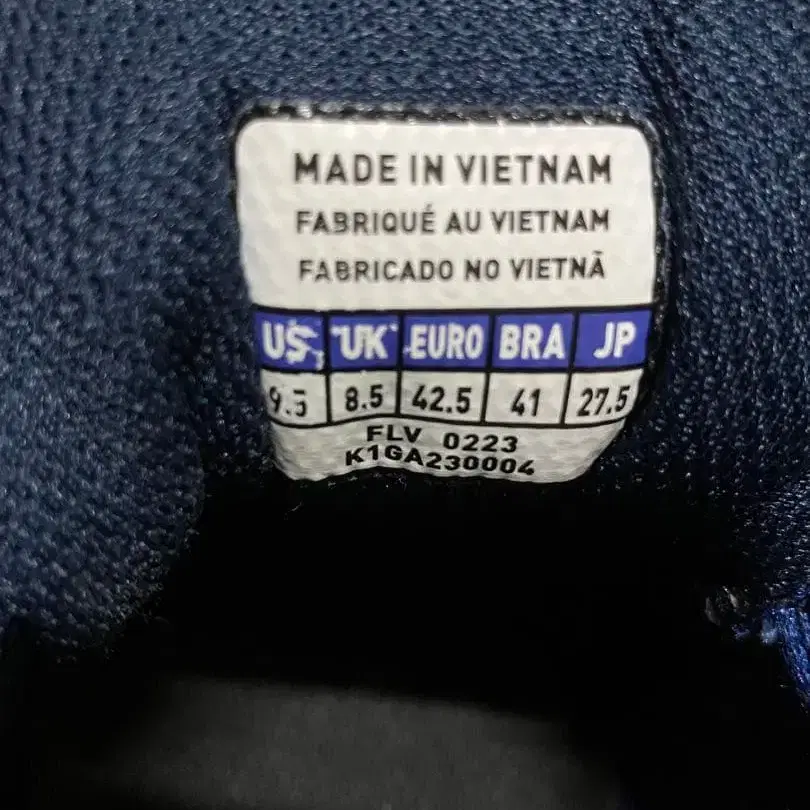 MADE IN VIETNAM
FABRIQUÉ AU VIETNAM
FABRICADO NO VIETNÃ
US UK EURO BRA JP
9.5 8.5 42.5 41 27.5
FLV 0223
K1GA230004